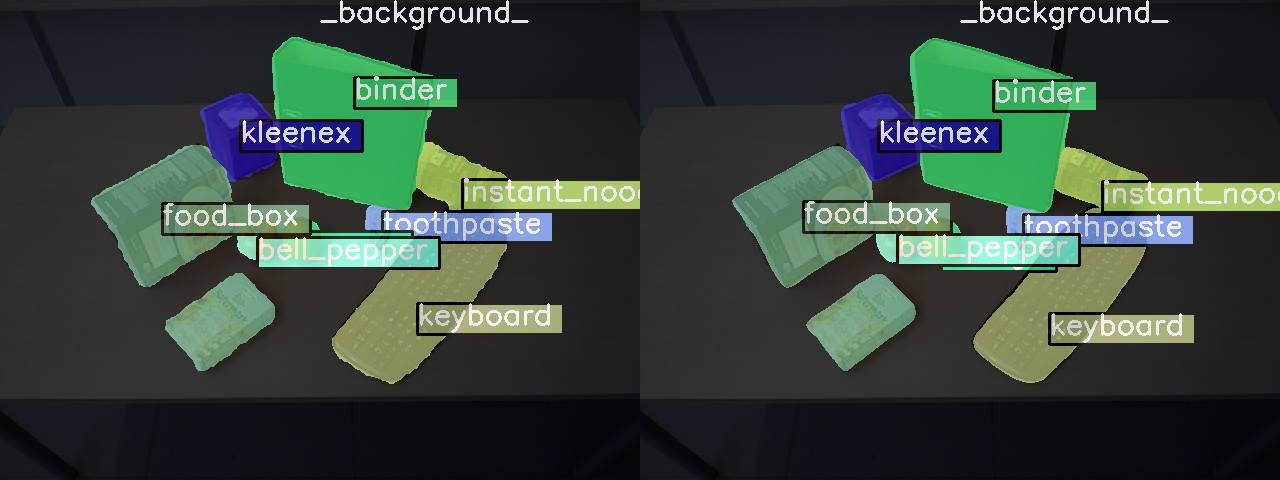 _background_
binder
kleenex
instant_noo
food_box
toothpaste
bell_pepper
keyboard
_background_
binder
kleenex
instant_noo
food_box
toothpaste
bell_pepper
keyboard